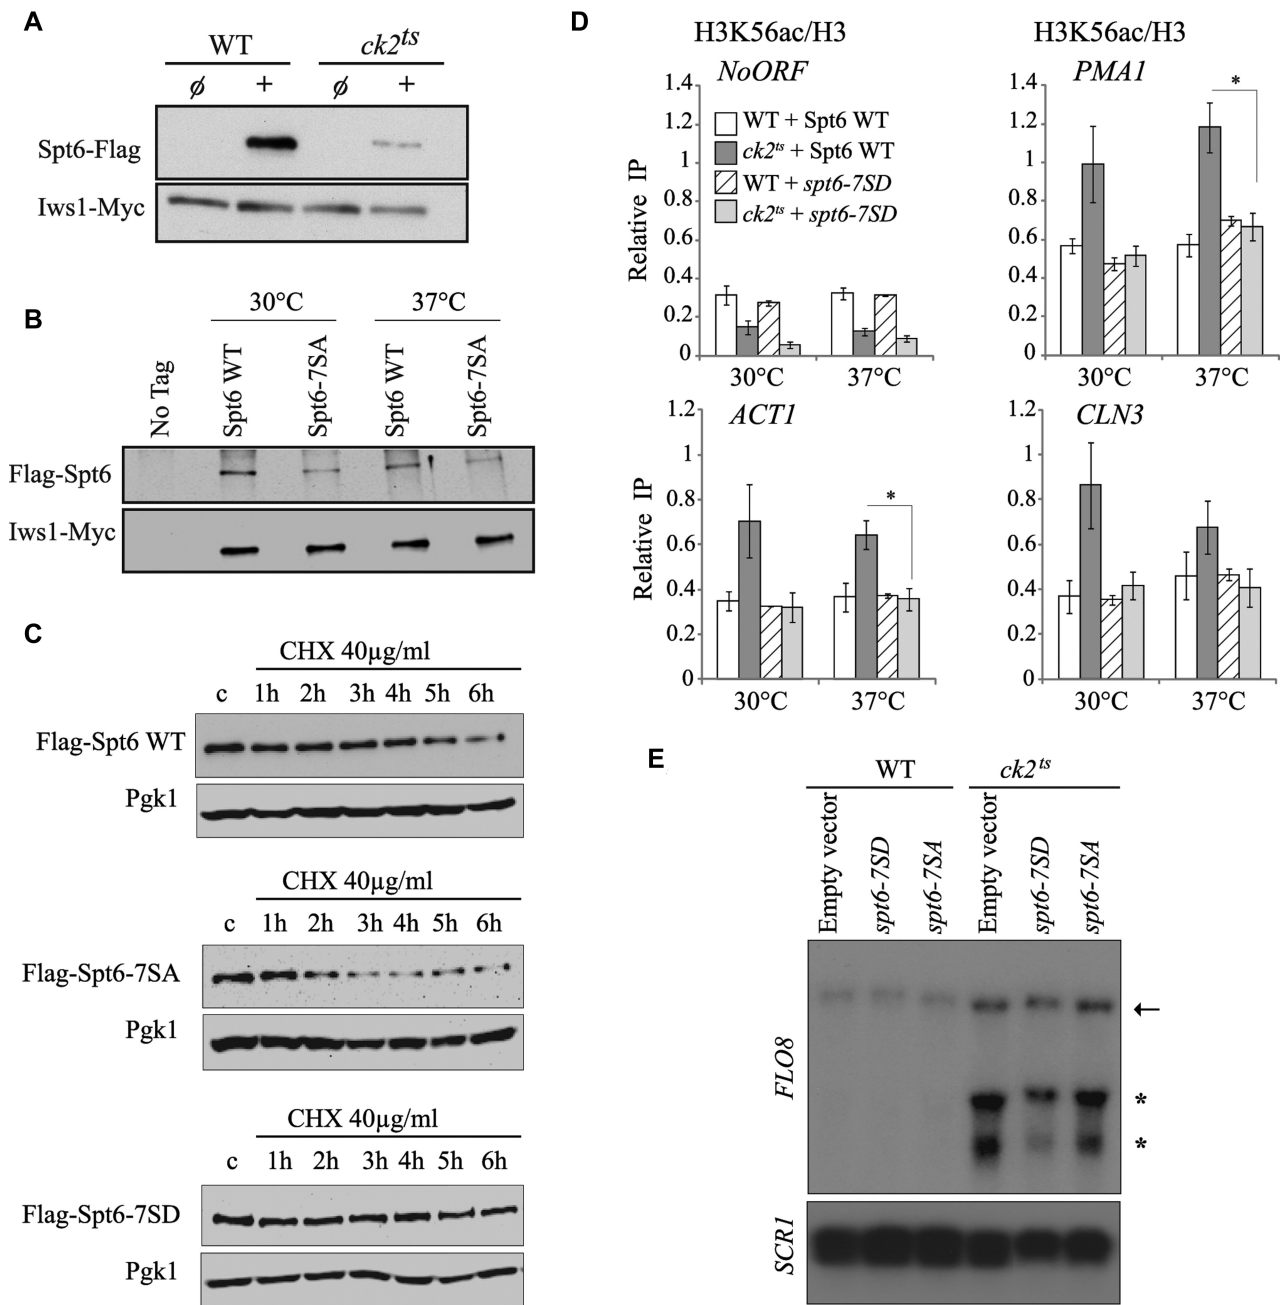 A
WT ck2ts
ϕ + ϕ +
Spt6-Flag
Iws1-Myc
B
30°C 37°C
No Tag
Spt6 WT
Spt6-7SA
Spt6 WT
Spt6-7SA
Flag-Spt6
Iws1-Myc
C
CHX 40µg/ml
c 1h 2h 3h 4h 5h 6h
Flag-Spt6 WT
Pgk1
CHX 40µg/ml
c 1h 2h 3h 4h 5h 6h
Flag-Spt6-7SA
Pgk1
CHX 40µg/ml
c 1h 2h 3h 4h 5h 6h
Flag-Spt6-7SD
Pgk1
D
H3K56ac/H3
NoORF
Relative IP
1.4
1.2
1
0.8
0.6
0.4
0.2
0
WT + Spt6 WT
ck2ts + Spt6 WT
WT + spt6-7SD
ck2ts + spt6-7SD
30°C 37°C
H3K56ac/H3
PMA1
1.4
1.2
1
0.8
0.6
0.4
0.2
0
*
30°C 37°C
ACT1
Relative IP
1.2
1
0.8
0.6
0.4
0.2
0
*
30°C 37°C
CLN3
1.2
1
0.8
0.6
0.4
0.2
0
30°C 37°C
E
WT ck2ts
Empty vector
spt6-7SD
spt6-7SA
Empty vector
spt6-7SD
spt6-7SA
FLO8
←
*
*
SCR1